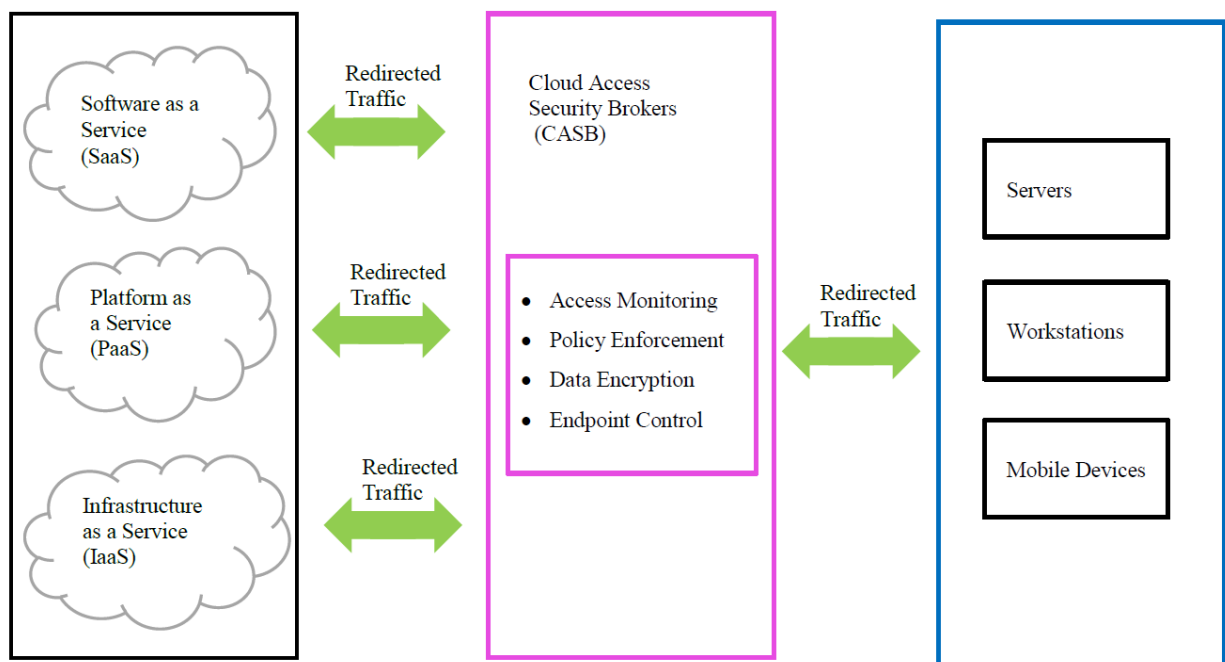 Software as a
Service
(SaaS)
Platform as
a Service
(PaaS)
Infrastructure
as a Service
(IaaS)
Redirected
Traffic
Redirected
Traffic
Redirected
Traffic
Cloud Access
Security Brokers
(CASB)
• Access Monitoring
• Policy Enforcement
• Data Encryption
• Endpoint Control
Redirected
Traffic
Servers
Workstations
Mobile Devices